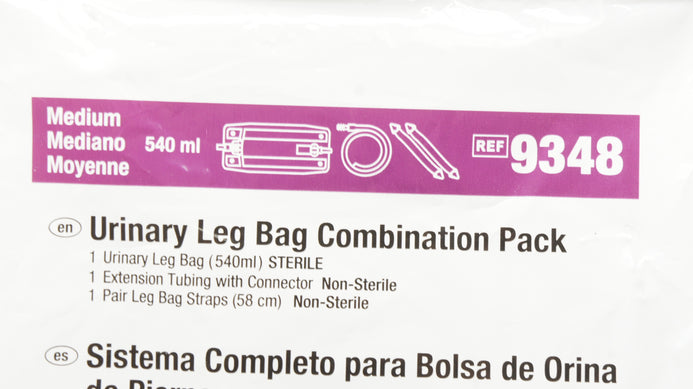 Medium
Mediano 540 ml
Moyenne
REF 9348
en Urinary Leg Bag Combination Pack
1 Urinary Leg Bag (540ml) STERILE
1 Extension Tubing with Connector Non-Sterile
1 Pair Leg Bag Straps (58 cm) Non-Sterile
es Sistema Completo para Bolsa de Orina
de Pierna